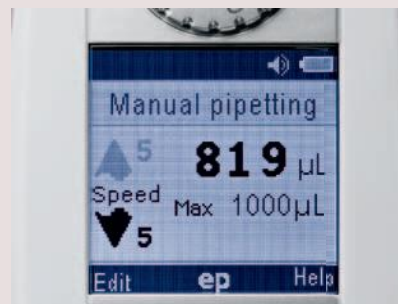 Manual pipetting
5 819 µL
Speed
Max 1000µL
5
Edit ep Help